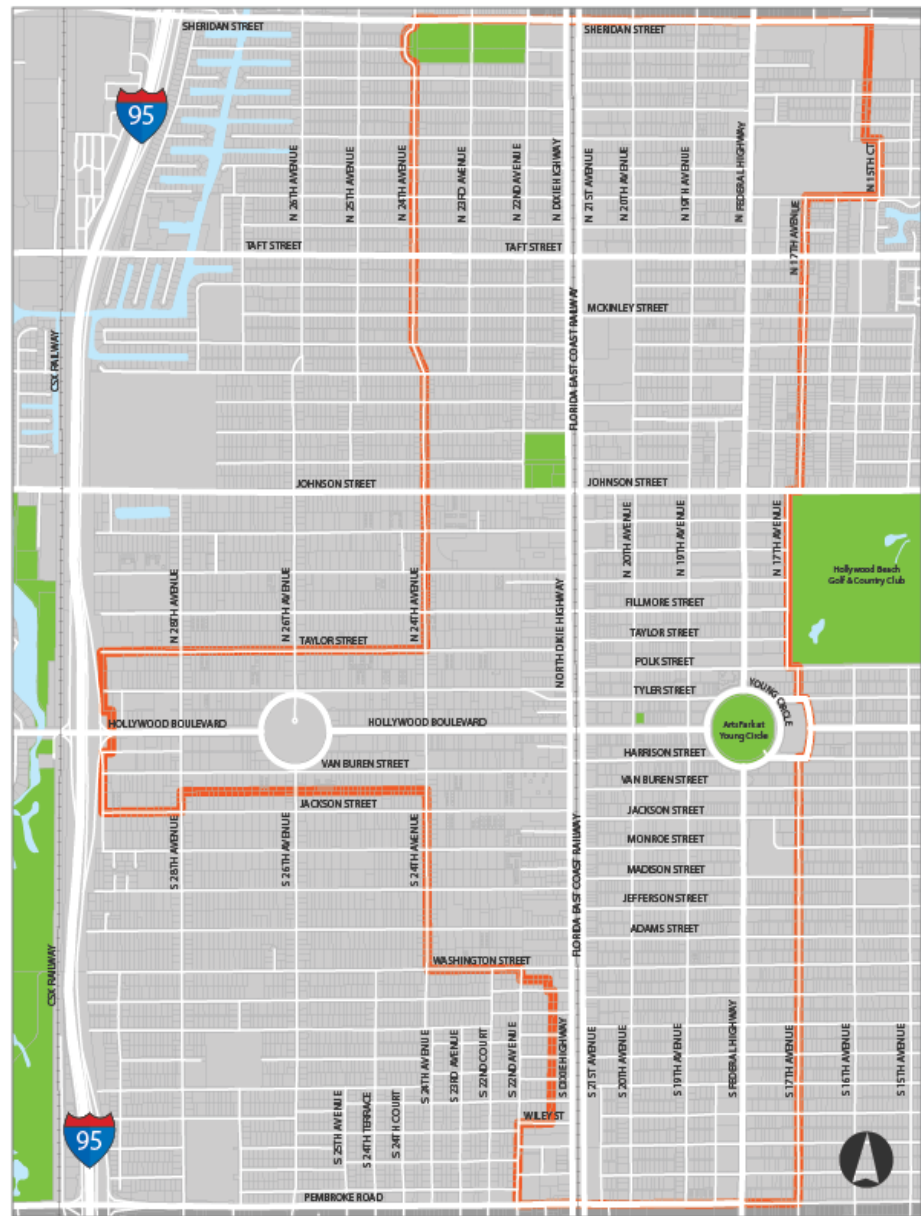 SHERIDAN STREET
SHERIDAN STREET
95
N 26TH AVENUE
N 25TH AVENUE
N 24TH AVENUE
N 23RD AVENUE
N 22ND AVENUE
N DIXIE HIGHWAY
N 21ST AVENUE
N 20TH AVENUE
N 19TH AVENUE
N FEDERAL HIGHWAY
N 15TH CT
N 17TH AVENUE
TAFT STREET
TAFT STREET
MCKINLEY STREET
CSX RAILWAY
FLORIDA EAST COAST RAILWAY
JOHNSON STREET
JOHNSON STREET
N 28TH AVENUE
N 26TH AVENUE
N 24TH AVENUE
NORTH DIXIE HIGHWAY
N 20TH AVENUE
N 19TH AVENUE
N 17TH AVENUE
Hollywood Beach
Golf & Country Club
FILLMORE STREET
TAYLOR STREET
TAYLOR STREET
POLK STREET
TYLER STREET
YOUNG CIRCLE
HOLLYWOOD BOULEVARD
HOLLYWOOD BOULEVARD
ArtsPark at
Young Circle
HARRISON STREET
VAN BUREN STREET
VAN BUREN STREET
JACKSON STREET
JACKSON STREET
MONROE STREET
MADISON STREET
JEFFERSON STREET
ADAMS STREET
S 28TH AVENUE
S 26TH AVENUE
S 24TH AVENUE
FLORIDA EAST COAST RAILWAY
WASHINGTON STREET
CSX RAILWAY
S 25TH AVENUE
S 24TH TERRACE
S 24TH COURT
S 24TH AVENUE
S 23RD AVENUE
S 22ND COURT
S 22ND AVENUE
S DIXIE HIGHWAY
S 21ST AVENUE
S 20TH AVENUE
S 19TH AVENUE
S FEDERAL HIGHWAY
S 17TH AVENUE
S 16TH AVENUE
S 15TH AVENUE
WILEY ST
95
PEMBROKE ROAD